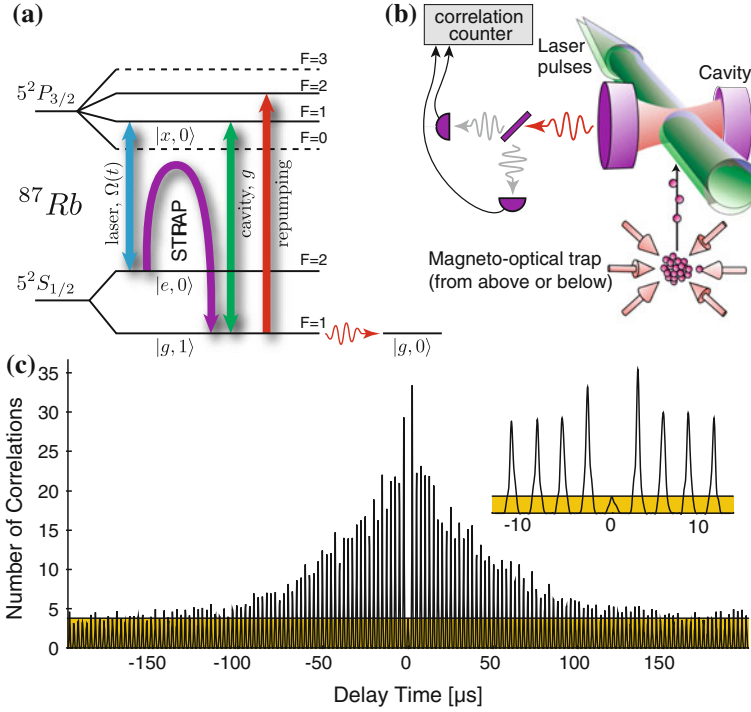 (a)
F=3
5²P₃/₂
F=2
F=1
|x,0⟩
F=0
⁸⁷Rb
laser, Ω(t)
STRAP
cavity, g
repumping
5²S₁/₂
F=2
|e,0⟩
F=1
|g,1⟩
|g,0⟩
(b)
correlation
counter
Laser
pulses
Cavity
Magneto-optical trap
(from above or below)
(c)
Number of Correlations
35
30
25
20
15
10
5
0
-150
-100
-50
0
50
100
150
Delay Time [μs]
-10
0
10